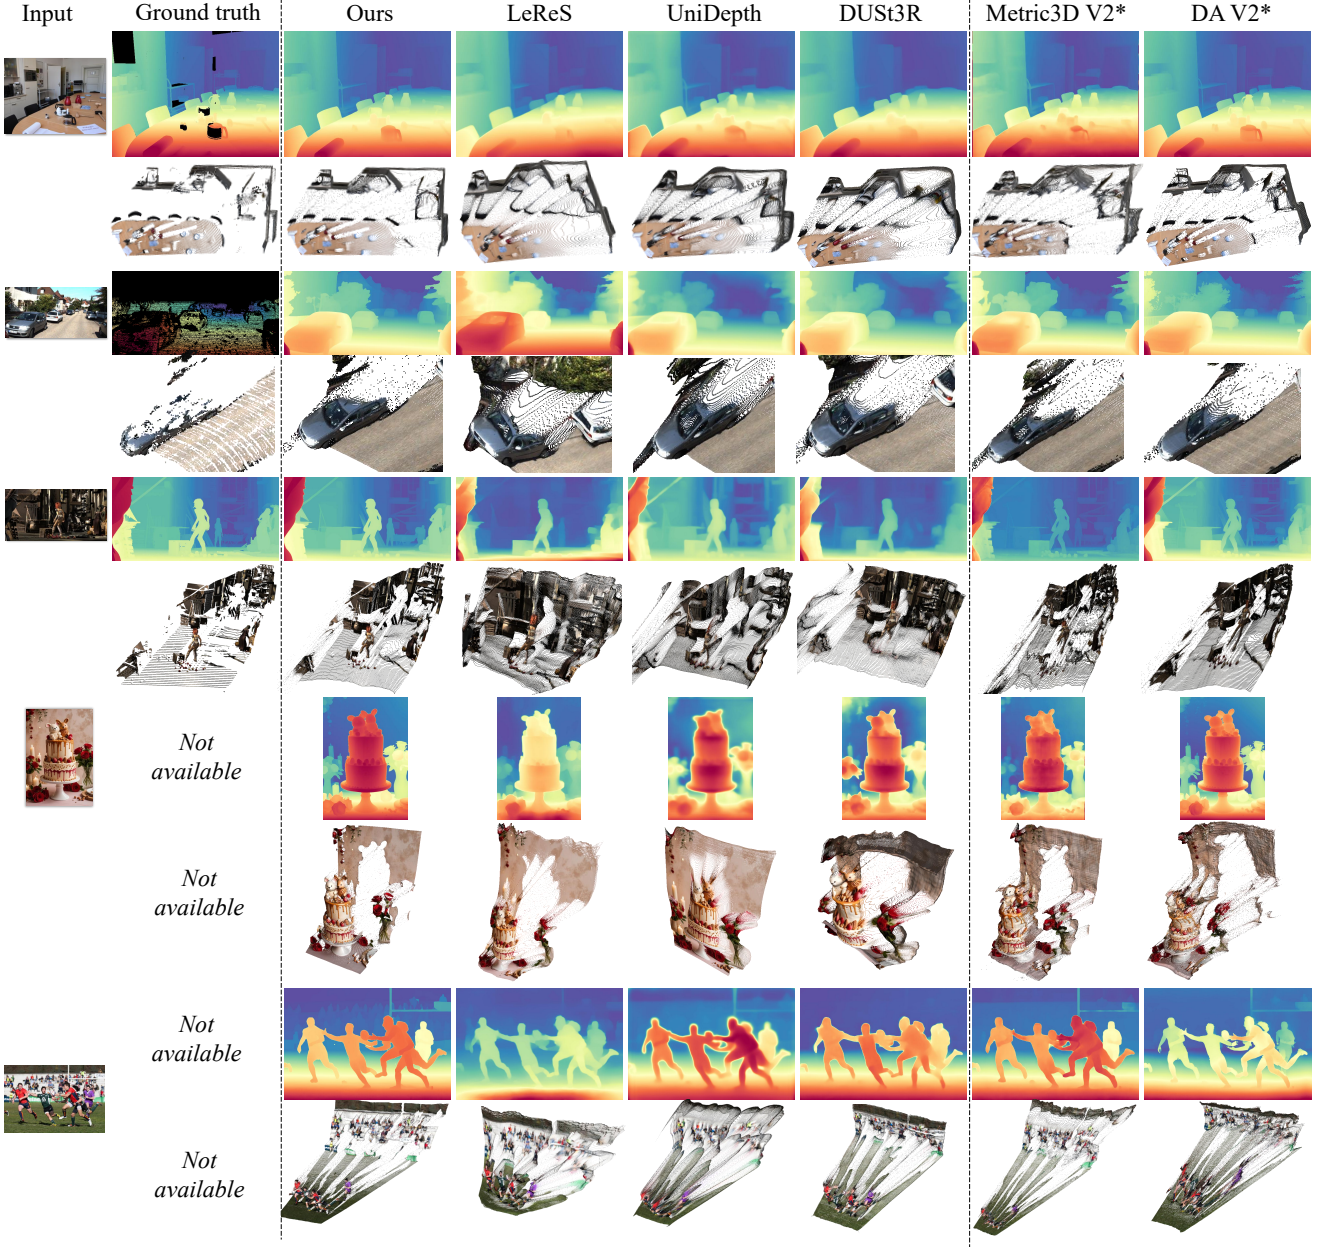 Input Ground truth Ours LeReS UniDepth DUSt3R Metric3D V2* DA V2*
Not
available
Not
available
Not
available
Not
available